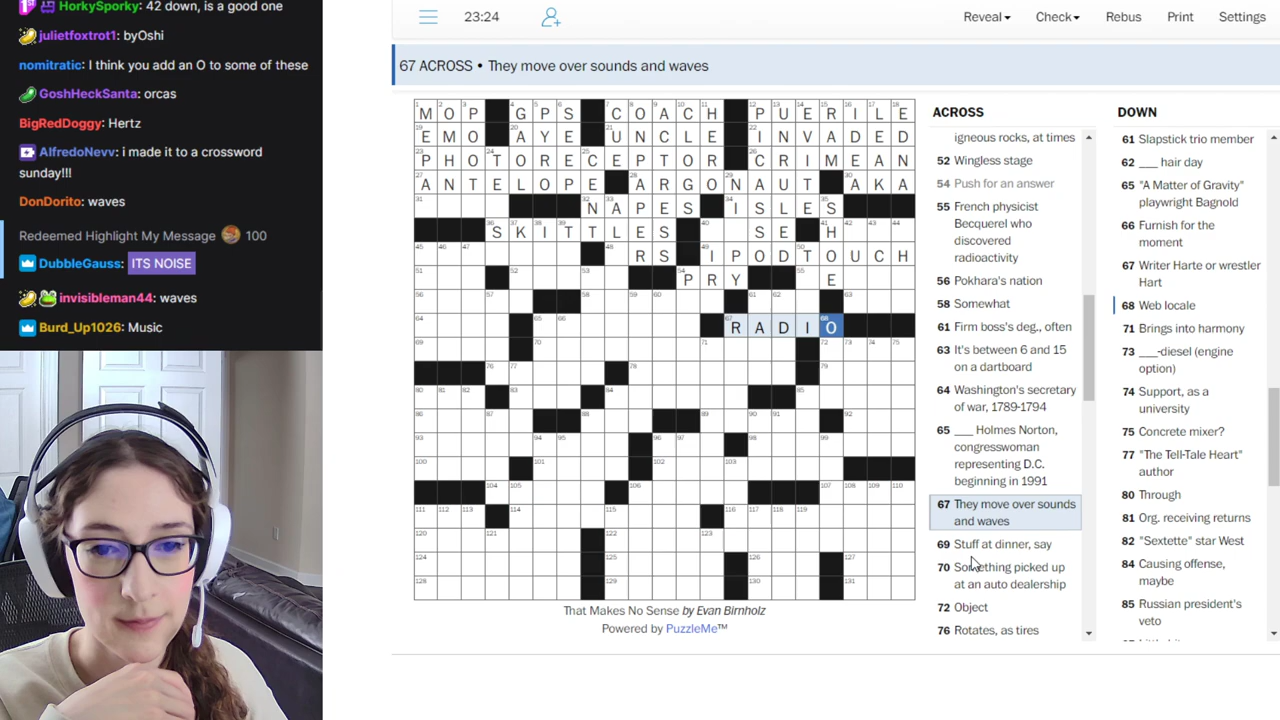 HorkySporky: 42 down, is a good one
julietfoxtrot1: byOshi
nomitratic: I think you add an O to some of these
GoshHeckSanta: orcas
BigRedDoggy: Hertz
AlfredoNevv: i made it to a crossword
sunday!!!
DonDorito: waves
Redeemed Highlight My Message 100
DubbleGauss: ITS NOISE
invisibleman44: waves
Burd_Up1026: Music
23:24
Reveal Check Rebus Print Settings
67 ACROSS • They move over sounds and waves
MOP GPS COACH PUERILE
EMO AYE UNCLE INVADED
PHOTORECEPTOR CRIMEAN
ANTELOPE ARGONAUT AKA
NAPES ISLES
SKITTLES SE H
RS IPODTOUCH
PRY E
RADIO
That Makes No Sense by Evan Birnholz
Powered by PuzzleMe™
ACROSS
igneous rocks, at times
52 Wingless stage
54 Push for an answer
55 French physicist
Becquerel who
discovered
radioactivity
56 Pokhara's nation
58 Somewhat
61 Firm boss's deg., often
63 It's between 6 and 15
on a dartboard
64 Washington's secretary
of war, 1789-1794
65 ___ Holmes Norton,
congresswoman
representing D.C.
beginning in 1991
67 They move over sounds
and waves
69 Stuff at dinner, say
70 Something picked up
at an auto dealership
72 Object
76 Rotates, as tires
DOWN
61 Slapstick trio member
62 ___ hair day
65 "A Matter of Gravity"
playwright Bagnold
66 Furnish for the
moment
67 Writer Harte or wrestler
Hart
68 Web locale
71 Brings into harmony
73 ___-diesel (engine
option)
74 Support, as a
university
75 Concrete mixer?
77 "The Tell-Tale Heart"
author
80 Through
81 Org. receiving returns
82 "Sextette" star West
84 Causing offense,
maybe
85 Russian president's
veto